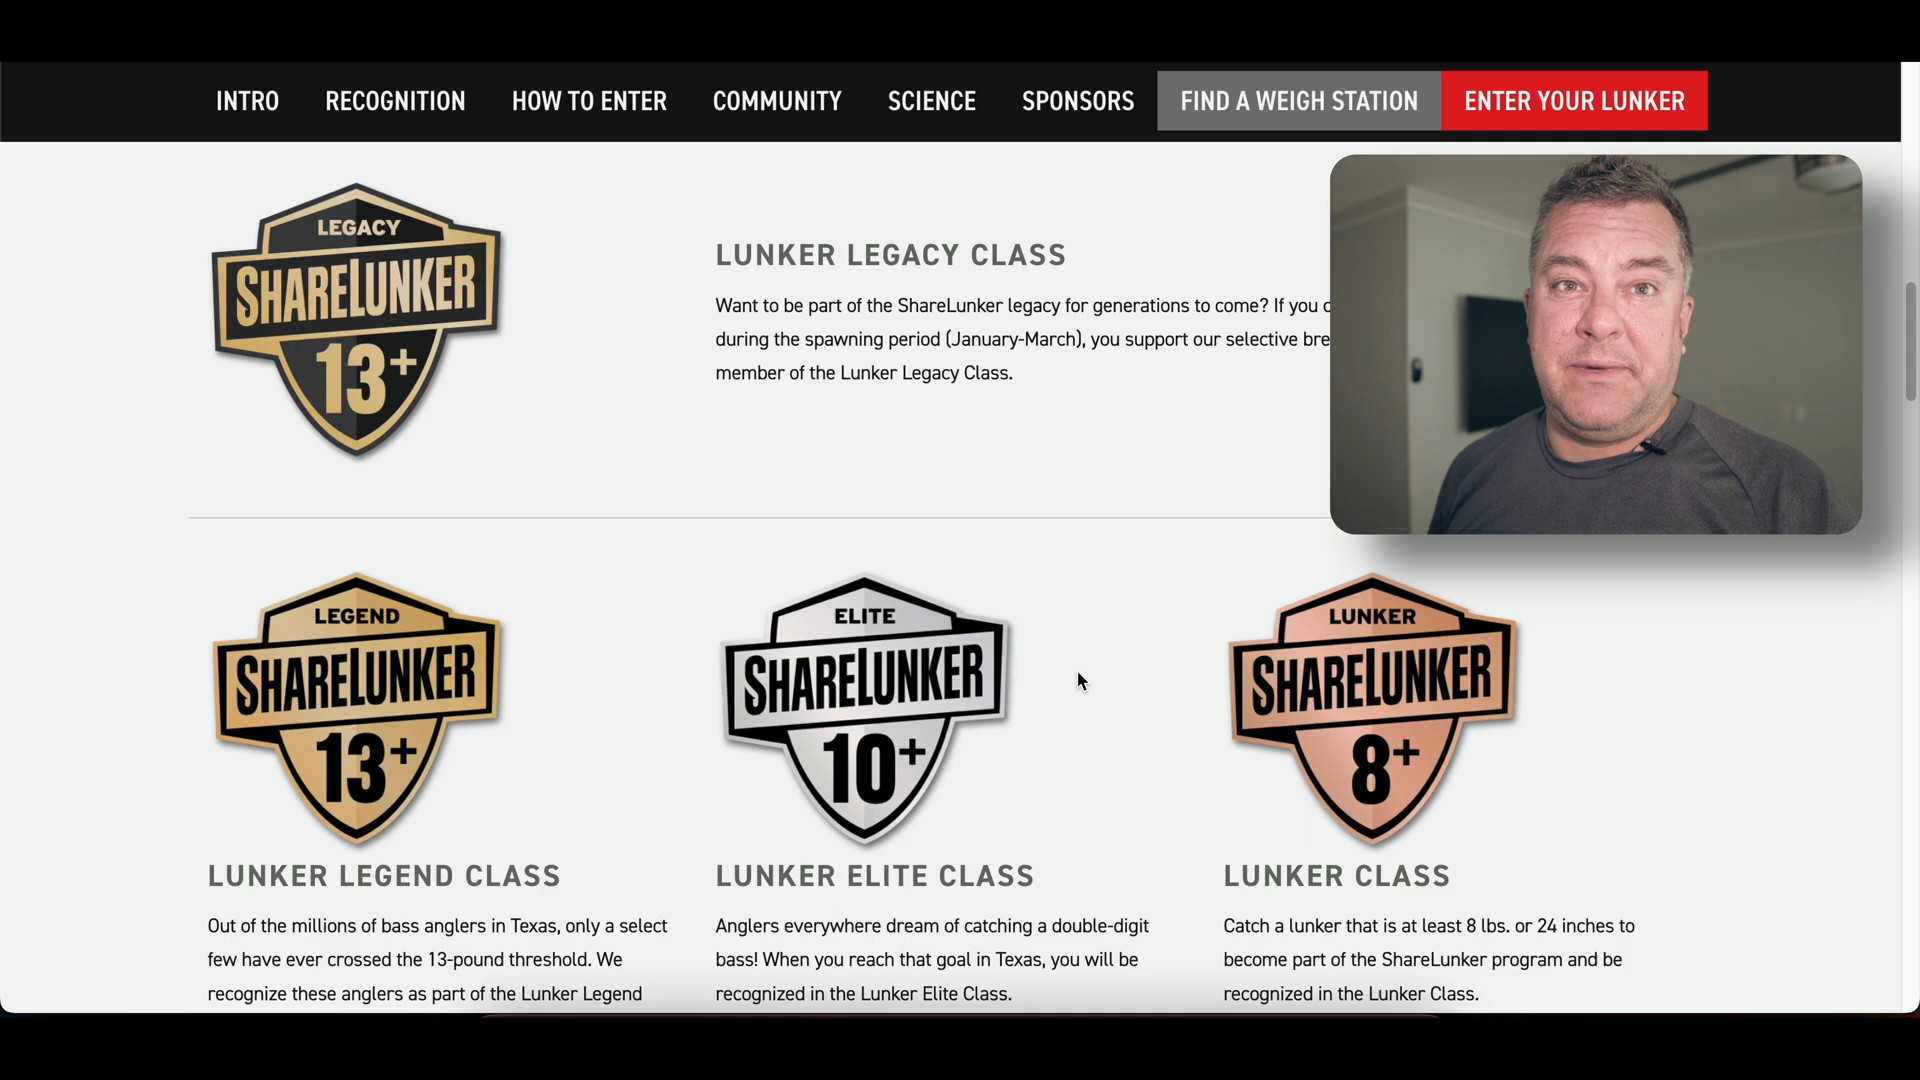 INTRO RECOGNITION HOW TO ENTER COMMUNITY SCIENCE SPONSORS FIND A WEIGH STATION ENTER YOUR LUNKER
LEGACY
SHARELUNKER
13+
LUNKER LEGACY CLASS
Want to be part of the ShareLunker legacy for generations to come? If you
during the spawning period (January-March), you support our selective
member of the Lunker Legacy Class.
LEGEND
SHARELUNKER
13+
LUNKER LEGEND CLASS
Out of the millions of bass anglers in Texas, only a select
few have ever crossed the 13-pound threshold. We
recognize these anglers as part of the Lunker Legend
ELITE
SHARELUNKER
10+
LUNKER ELITE CLASS
Anglers everywhere dream of catching a double-digit
bass! When you reach that goal in Texas, you will be
recognized in the Lunker Elite Class.
LUNKER
SHARELUNKER
8+
LUNKER CLASS
Catch a lunker that is at least 8 lbs. or 24 inches to
become part of the ShareLunker program and be
recognized in the Lunker Class.